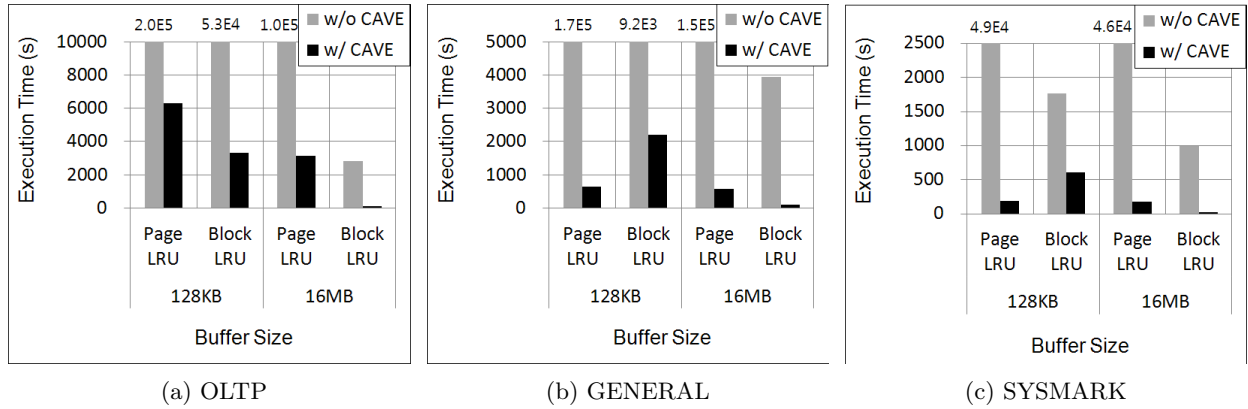 2.0E5 5.3E4 1.0E5
w/o CAVE
w/ CAVE
Execution Time (s)
10000
8000
6000
4000
2000
0
Page LRU Block LRU Page LRU Block LRU
128KB 16MB
Buffer Size
(a) OLTP
1.7E5 9.2E3 1.5E5
w/o CAVE
w/ CAVE
Execution Time (s)
5000
4000
3000
2000
1000
0
Page LRU Block LRU Page LRU Block LRU
128KB 16MB
Buffer Size
(b) GENERAL
4.9E4 4.6E4
w/o CAVE
w/ CAVE
Execution Time (s)
2500
2000
1500
1000
500
0
Page LRU Block LRU Page LRU Block LRU
128KB 16MB
Buffer Size
(c) SYSMARK